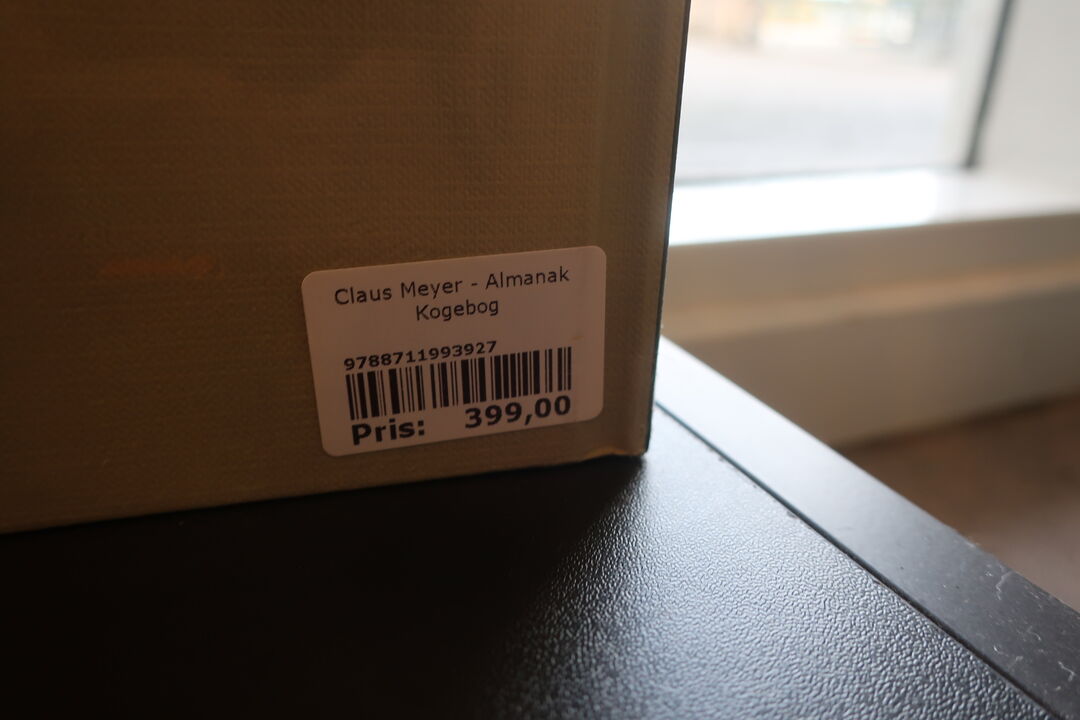 Claus Meyer - Almanak
Kogebog
9788711993927
Pris: 399,00